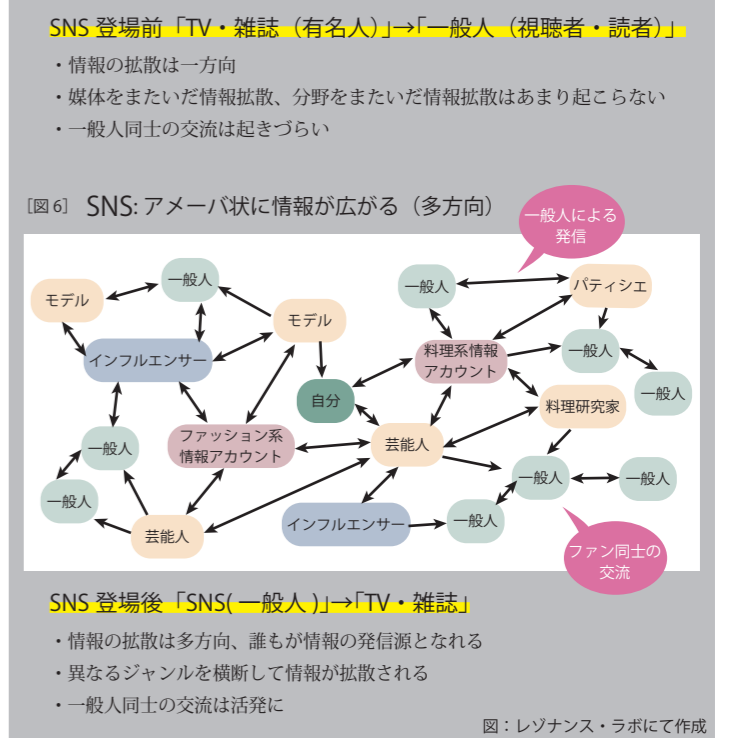 SNS 登場前「TV・雑誌（有名人）」→「一般人（視聴者・読者）」
・情報の拡散は一方向
・媒体をまたいだ情報拡散、分野をまたいだ情報拡散はあまり起こらない
・一般人同士の交流は起きづらい
［図 6］ SNS: アメーバ状に情報が広がる（多方向）
一般人による
発信
モデル
一般人
モデル
一般人
パティシエ
インフルエンサー
料理系情報
アカウント
一般人
一般人
自分
料理研究家
ファッション系
情報アカウント
芸能人
一般人
一般人
一般人
一般人
芸能人
インフルエンサー
一般人
ファン同士の
交流
SNS 登場後「SNS( 一般人 )」→「TV・雑誌」
・情報の拡散は多方向、誰もが情報の発信源となれる
・異なるジャンルを横断して情報が拡散される
・一般人同士の交流は活発に
図：レゾナンス・ラボにて作成